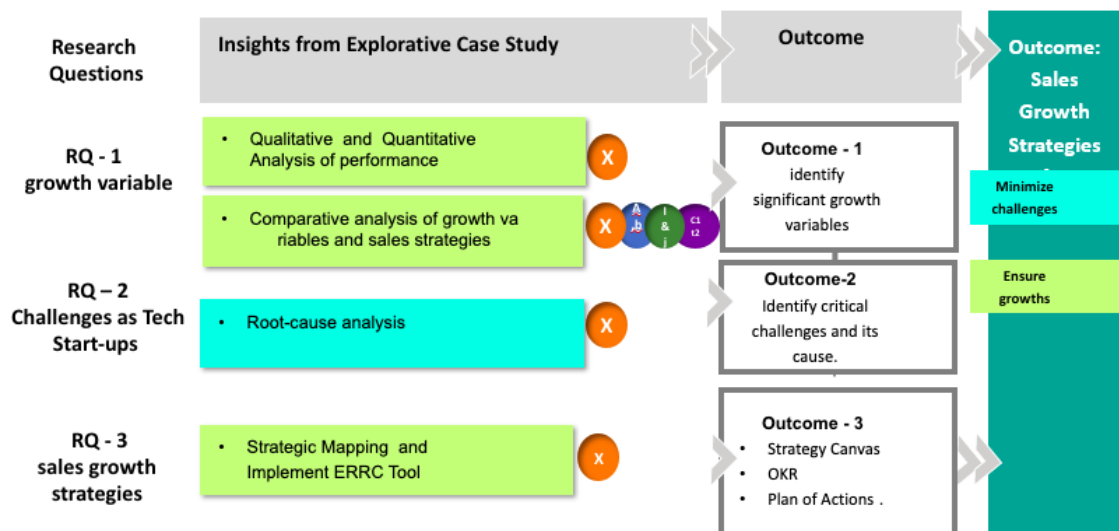 Research
Questions
Insights from Explorative Case Study
Outcome
Outcome:
Sales
Growth
Strategies
RQ - 1
growth variable
• Qualitative and Quantitative
Analysis of performance
X
• Comparative analysis of growth va
riables and sales strategies
X
A
,b
I
&
j
C1
t2
Outcome - 1
identify
significant growth
variables
Minimize
challenges
RQ – 2
Challenges as Tech
Start-ups
• Root-cause analysis
X
Outcome-2
Identify critical
challenges and its
cause.
Ensure
growths
RQ - 3
sales growth
strategies
• Strategic Mapping and
Implement ERRC Tool
X
Outcome - 3
• Strategy Canvas
• OKR
• Plan of Actions .